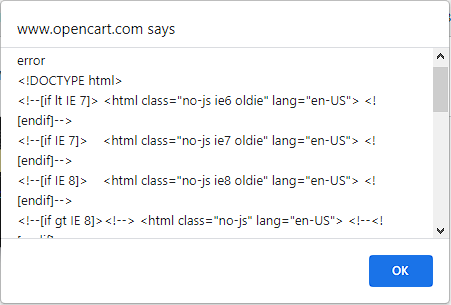 www.opencart.com says
error
<!DOCTYPE html>
<!--[if lt IE 7]> <html class="no-js ie6 oldie" lang="en-US"> <!
[endif]-->
<!--[if IE 7]>    <html class="no-js ie7 oldie" lang="en-US"> <!
[endif]-->
<!--[if IE 8]>    <html class="no-js ie8 oldie" lang="en-US"> <!
[endif]-->
<!--[if gt IE 8]><!--> <html class="no-js" lang="en-US"> <!--<!
[endif]-->
OK